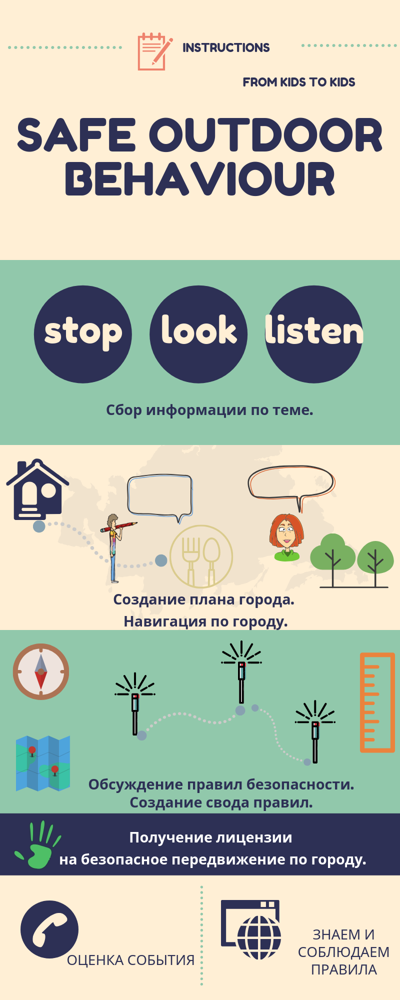 INSTRUCTIONS
FROM KIDS TO KIDS
SAFE OUTDOOR
BEHAVIOUR
stop look listen
Сбор информации по теме.
Создание плана города.
Навигация по городу.
Обсуждение правил безопасности.
Создание свода правил.
Получение лицензии
на безопасное передвижение по городу.
ОЦЕНКА СОБЫТИЯ
ЗНАЕМ И
СОБЛЮДАЕМ
ПРАВИЛА